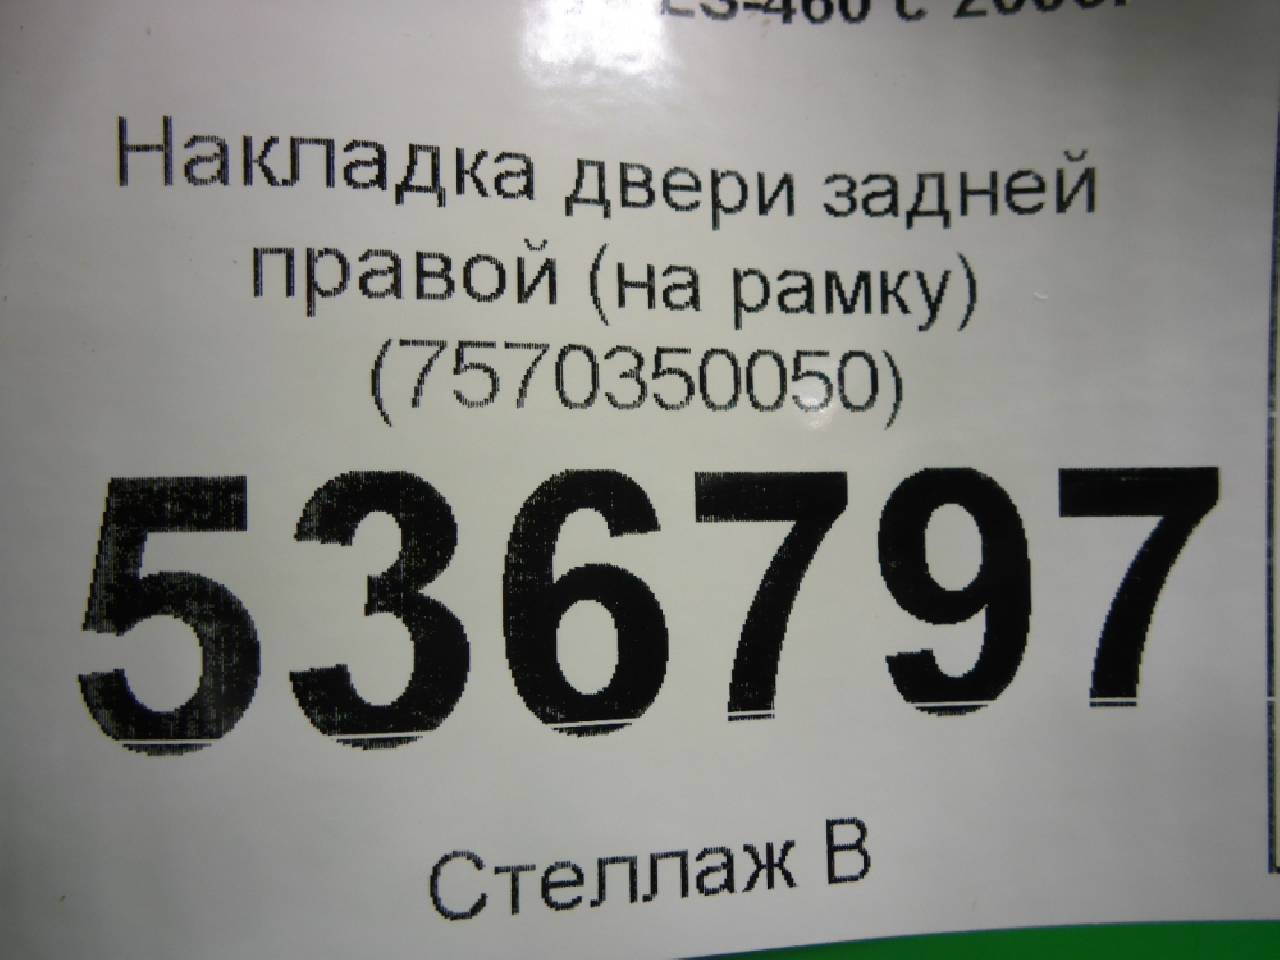 с
Накладка двери задней
правой (на рамку)
(7570350050)
536797
Стеллаж В